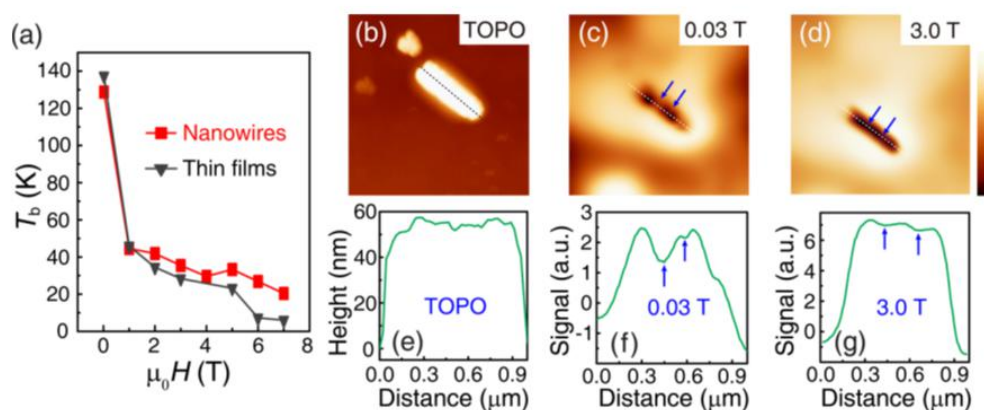 (a)
T_b (K)
140
120
100
80
60
40
20
0
Nanowires
Thin films
0 2 4 6 8
μ₀H (T)
(b) TOPO
(c) 0.03 T
(d) 3.0 T
Height (nm)
60
40
20
0
TOPO
(e)
0.0 0.3 0.6 0.9
Distance (μm)
Signal (a.u.)
3
2
1
0
-1
0.03 T
(f)
0.0 0.3 0.6 0.9
Distance (μm)
Signal (a.u.)
6
4
2
0
3.0 T
(g)
0.0 0.3 0.6 0.9
Distance (μm)